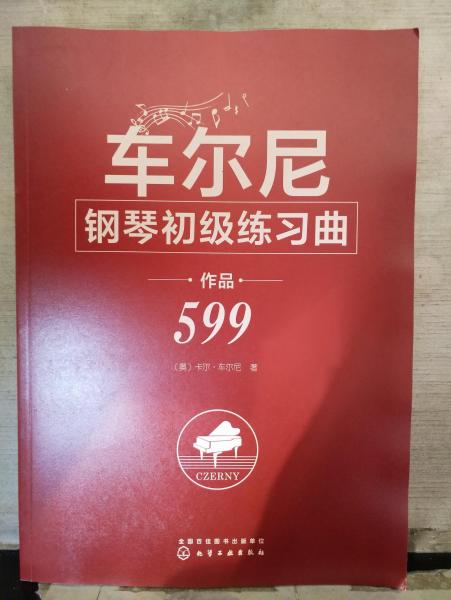 车尔尼
钢琴初级练习曲
作品
599
（奥）卡尔·车尔尼 著
CZERNY
全国百佳图书出版单位
化学工业出版社